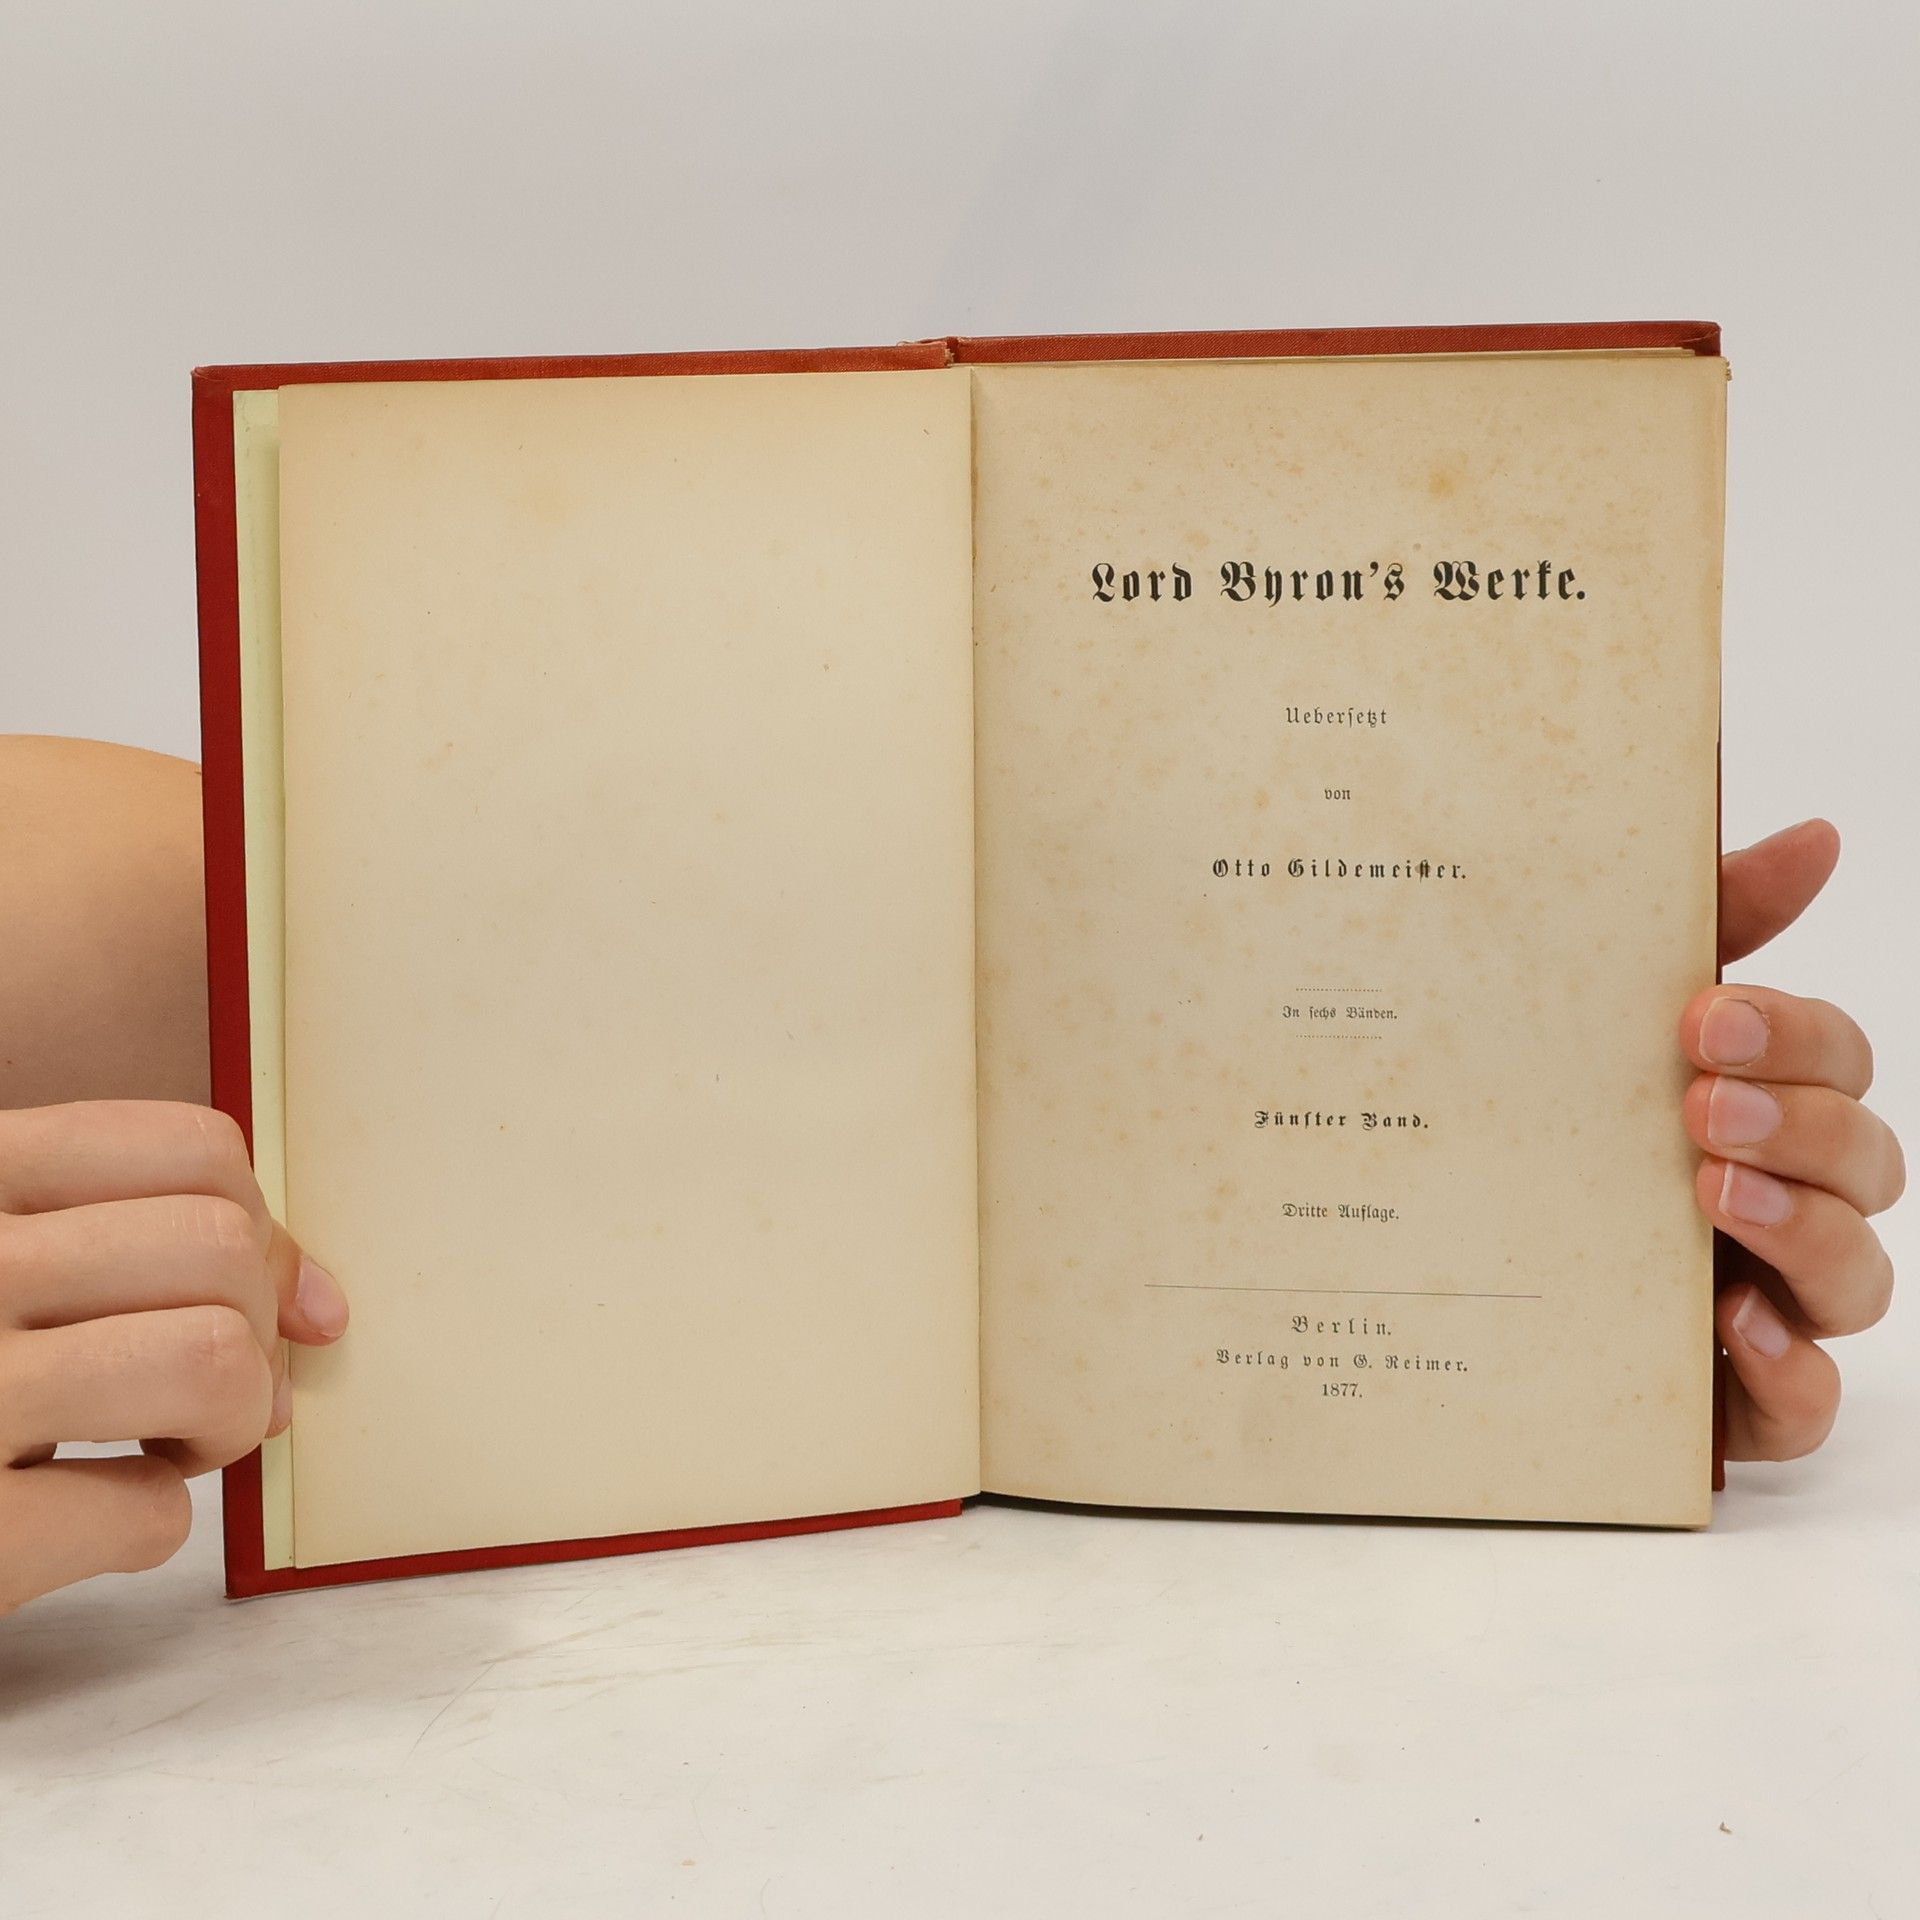 Lord Byron's Werke.
Ueberſetzt
von
Otto Gildemeiſter.
In ſechs Bänden.
Fünfter Band.
Dritte Auflage.
Berlin.
Verlag von G. Reimer.
1877.